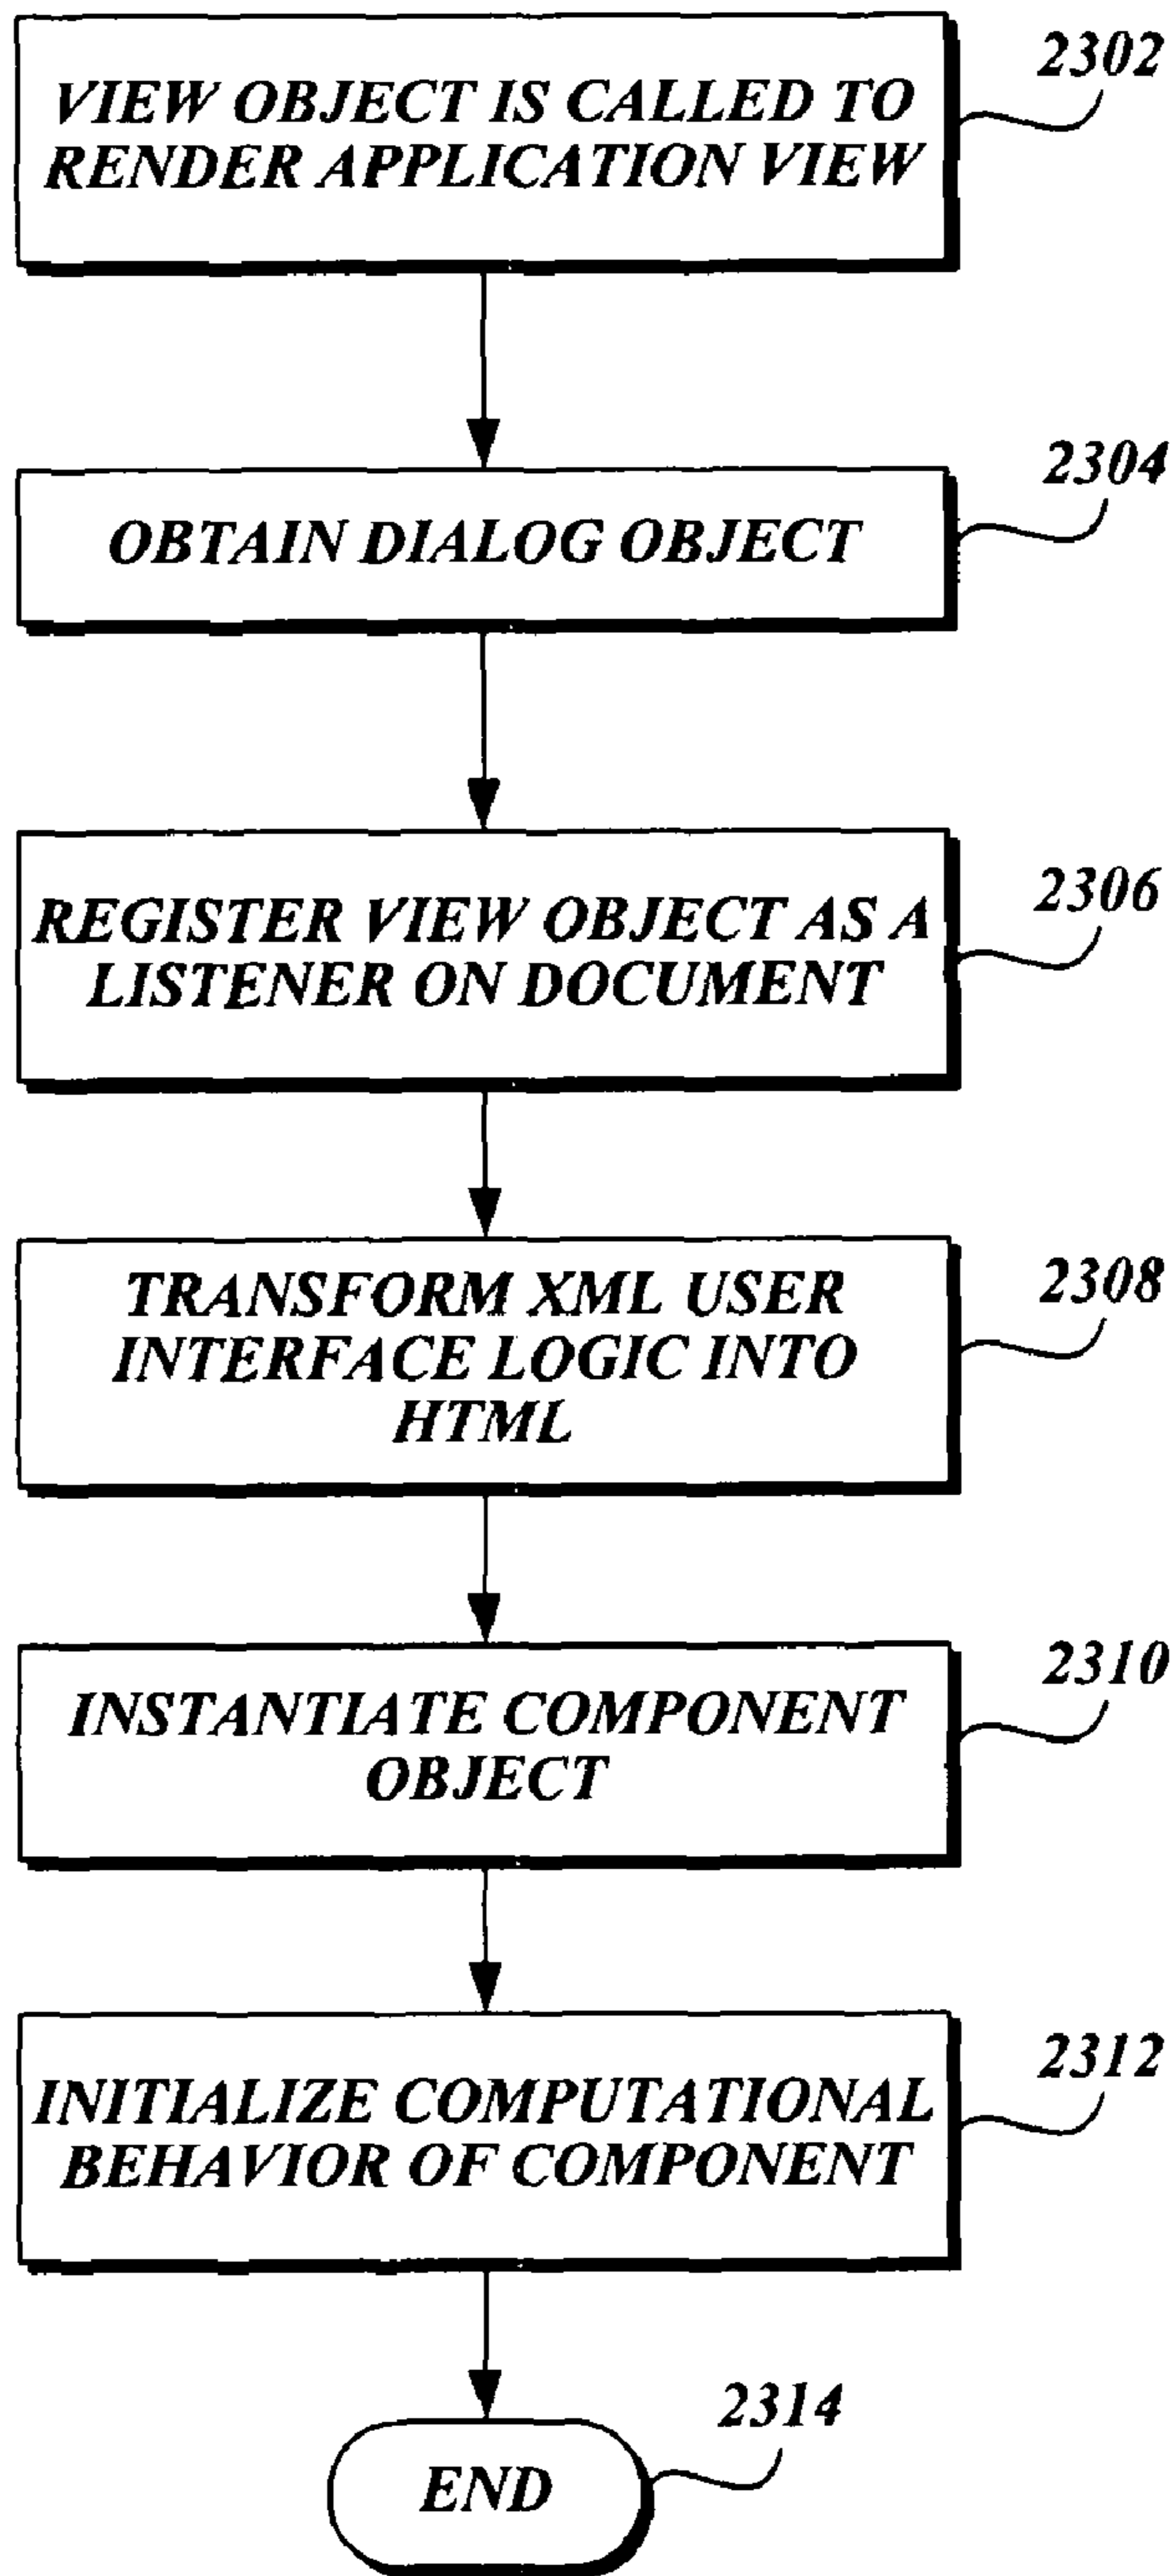 VIEW OBJECT IS CALLED TO
RENDER APPLICATION VIEW
2302
OBTAIN DIALOG OBJECT
2304
REGISTER VIEW OBJECT AS A
LISTENER ON DOCUMENT
2306
TRANSFORM XML USER
INTERFACE LOGIC INTO
HTML
2308
INSTANTIATE COMPONENT
OBJECT
2310
INITIALIZE COMPUTATIONAL
BEHAVIOR OF COMPONENT
2312
END
2314